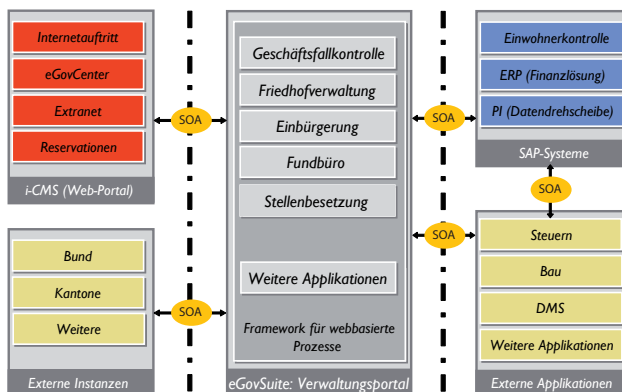 Internetauftritt
eGovCenter
Extranet
Reservationen
i-CMS (Web-Portal)
SOA
Bund
Kantone
Weitere
Externe Instanzen
SOA
Geschäftsfallkontrolle
Friedhofverwaltung
Einbürgerung
Fundbüro
Stellenbesetzung
Weitere Applikationen
Framework für webbasierte
Prozesse
eGovSuite: Verwaltungsportal
SOA
SOA
Einwohnerkontrolle
ERP (Finanzlösung)
PI (Datendrehscheibe)
SAP-Systeme
SOA
Steuern
Bau
DMS
Weitere Applikationen
Externe Applikationen